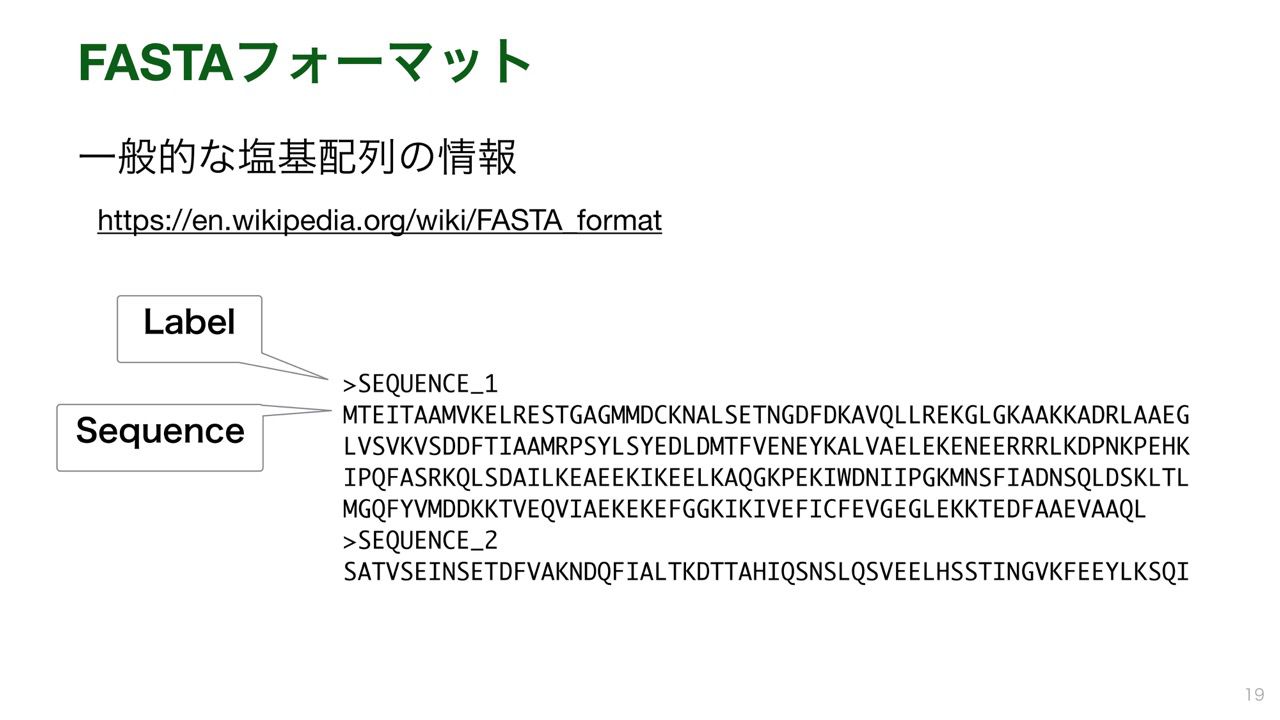 FASTAフォーマット
一般的な塩基配列の情報
https://en.wikipedia.org/wiki/FASTA_format
Label
Sequence
>SEQUENCE_1
MTEITAAMVKELRESTGAGMMDCKNALSETNGDFDKAVQLLREKGLGKAAKKADRLAAEG
LVSVKVSDDFTIAAMRPSYLSYEDLDMTFVENEYKALVAELEKENEERRRLKDPNKPEHK
IPQFASRKQLSDAILKEAEEKIKEELKAQGKPEKIWDNIIPGKMNSFIADNSQLDSKLTL
MGQFYVMDDKKTVEQVIAEKEKEFGGKIKIVEFICFEVGEGLEKKTEDFAAEVAAQL
>SEQUENCE_2
SATVSEINSETDFVAKNDQFIALTKDTTAHIQSNSLQSVEELHSSTINGVKFEEYLKSQI
19